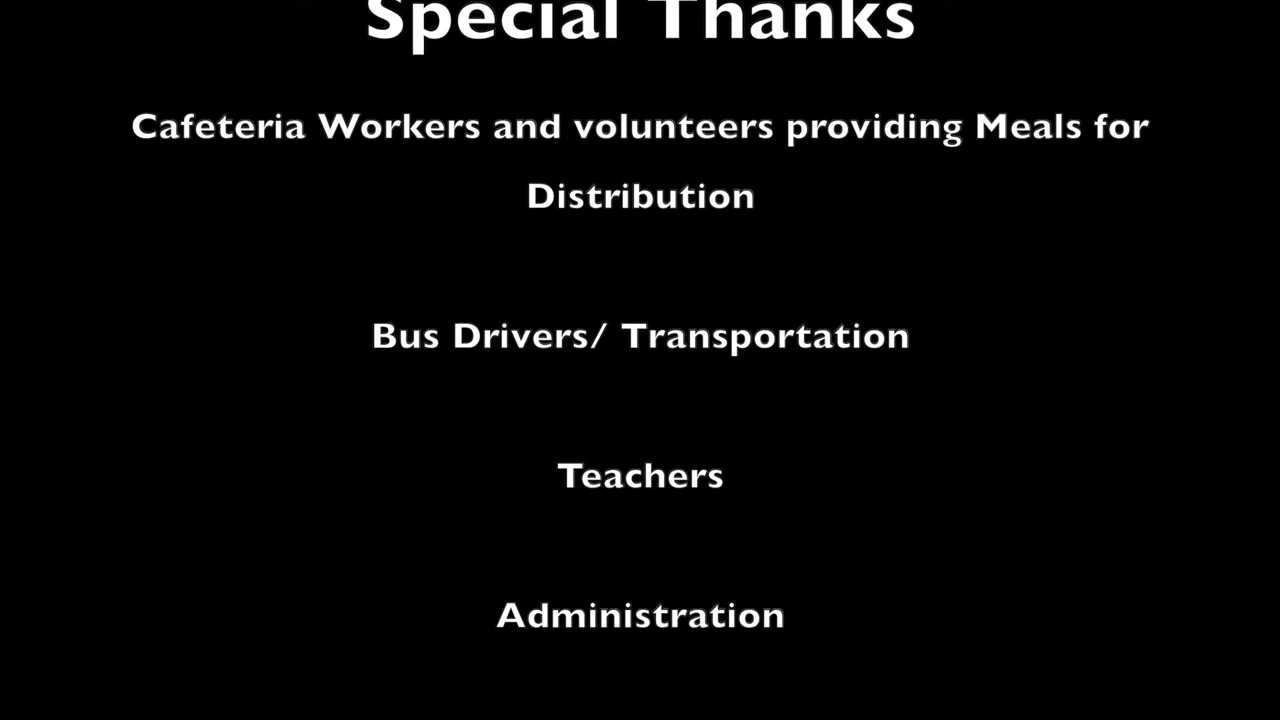 Special Thanks
Cafeteria Workers and volunteers providing Meals for
Distribution
Bus Drivers/ Transportation
Teachers
Administration